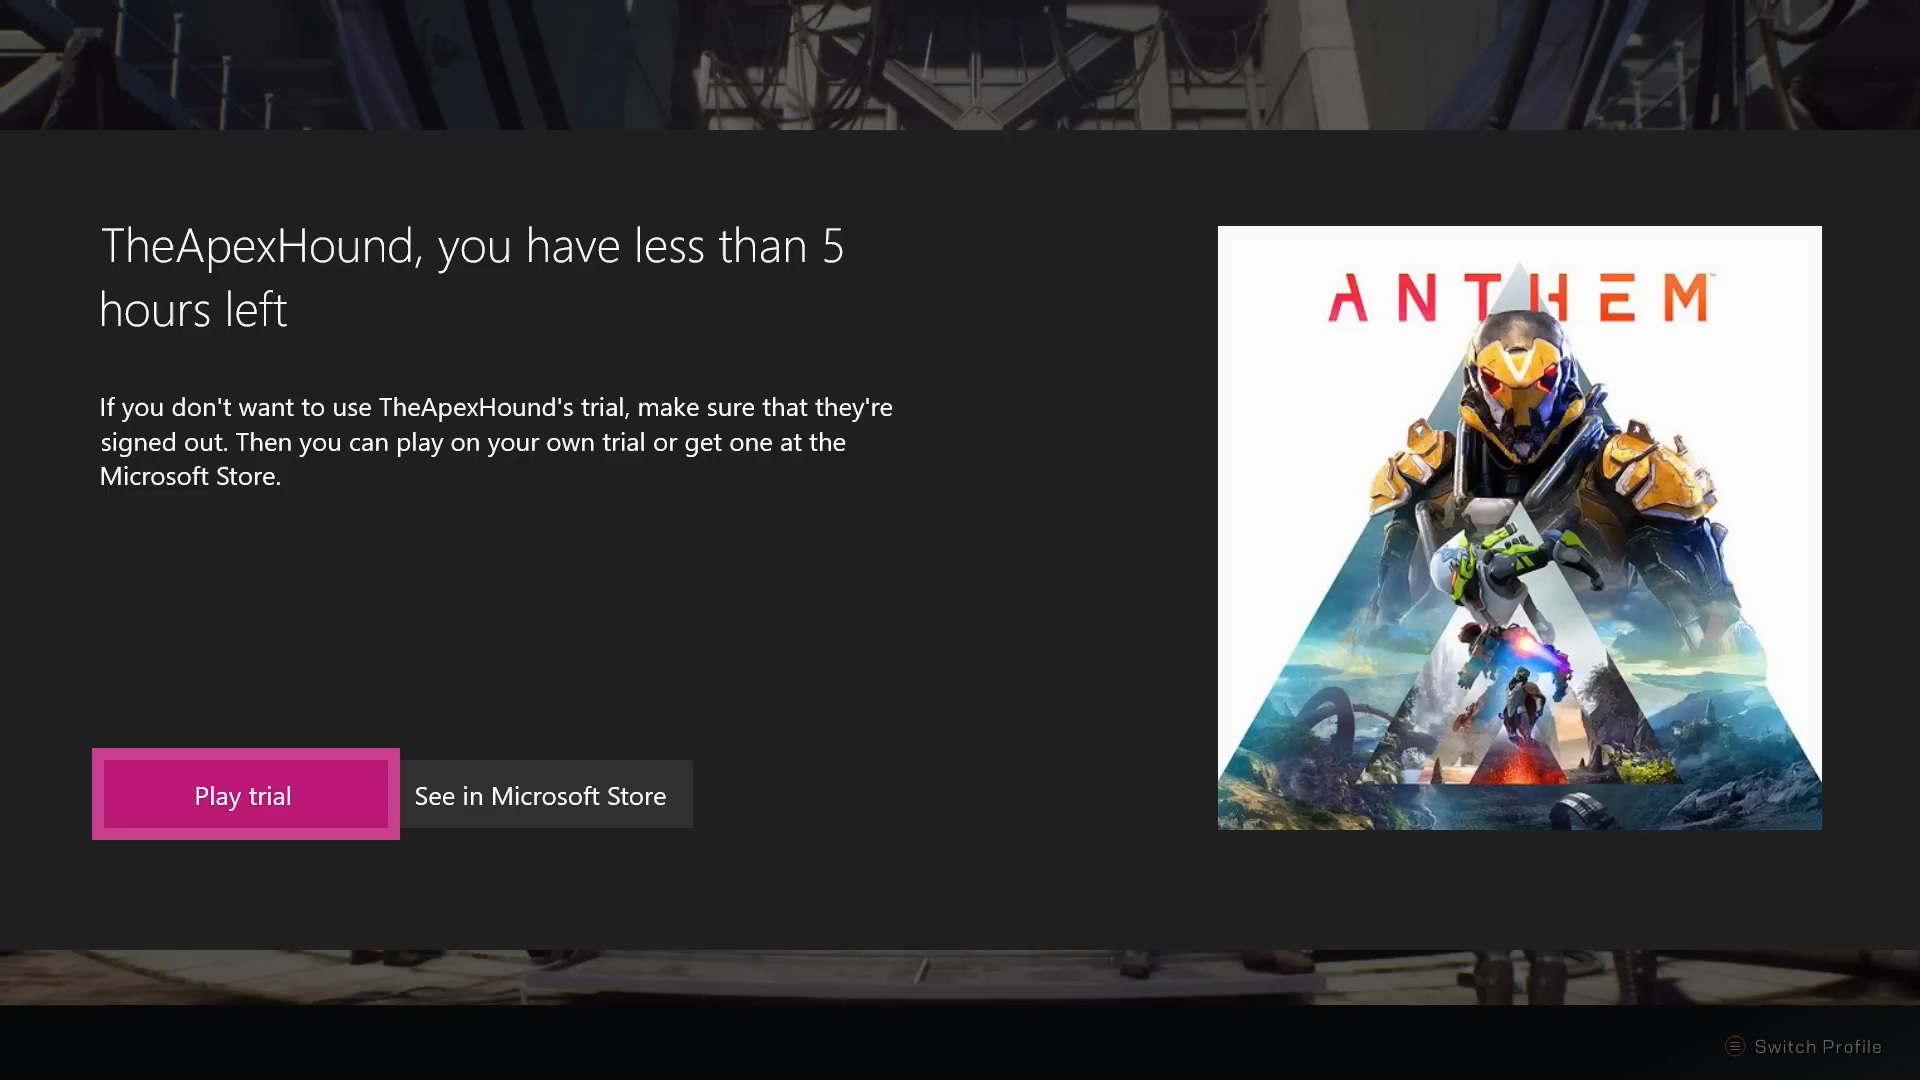 TheApexHound, you have less than 5
hours left
If you don't want to use TheApexHound's trial, make sure that they're
signed out. Then you can play on your own trial or get one at the
Microsoft Store.
Play trial
See in Microsoft Store
ANTHEM™
Switch Profile